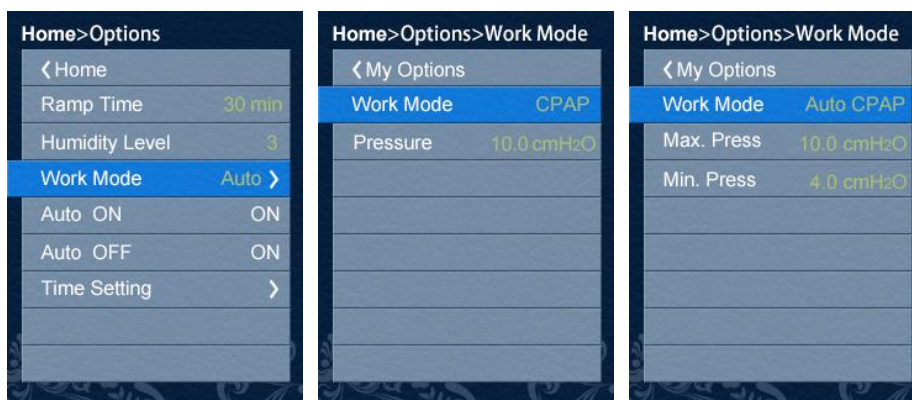 Home>Options
❮Home
Ramp Time 30 min
Humidity Level 3
Work Mode Auto ❯
Auto ON ON
Auto OFF ON
Time Setting ❯
Home>Options>Work Mode
❮My Options
Work Mode CPAP
Pressure 10.0 cmH2O
Home>Options>Work Mode
❮My Options
Work Mode Auto CPAP
Max. Press 10.0 cmH2O
Min. Press 4.0 cmH2O